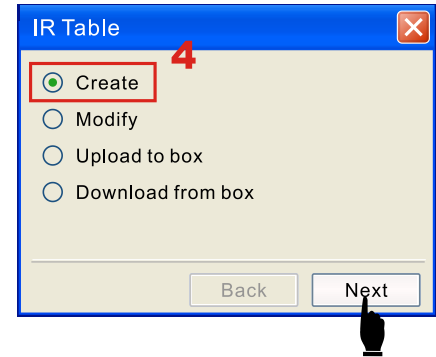 IR Table
4
Create
Modify
Upload to box
Download from box
Back Next